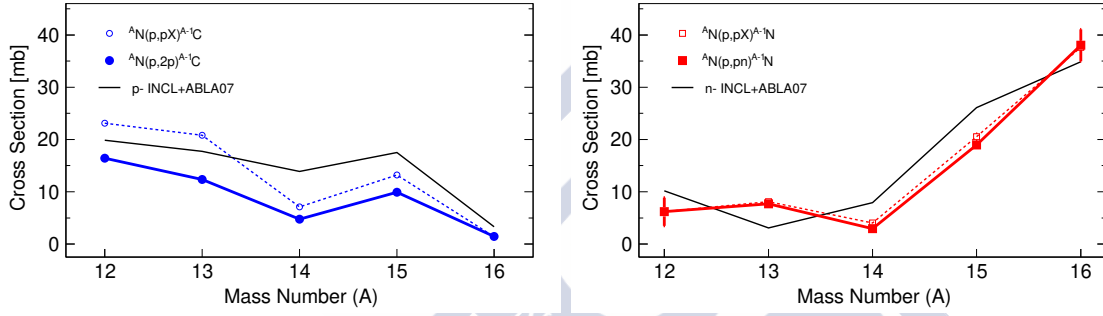 40
30
20
10
0
Cross Section [mb]
ᴬN(p,pX)ᴬ⁻¹C
ᴬN(p,2p)ᴬ⁻¹C
p- INCL+ABLA07
12 13 14 15 16
Mass Number (A)
40
30
20
10
0
Cross Section [mb]
ᴬN(p,pX)ᴬ⁻¹N
ᴬN(p,pn)ᴬ⁻¹N
n- INCL+ABLA07
12 13 14 15 16
Mass Number (A)